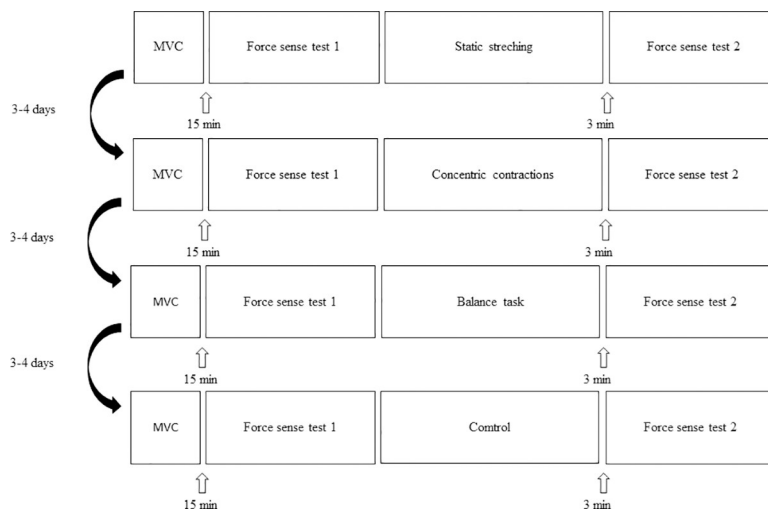 MVC Force sense test 1 Static streching Force sense test 2
3-4 days
15 min 3 min
MVC Force sense test 1 Concentric contractions Force sense test 2
3-4 days
15 min 3 min
MVC Force sense test 1 Balance task Force sense test 2
3-4 days
15 min 3 min
MVC Force sense test 1 Comtrol Force sense test 2
15 min 3 min